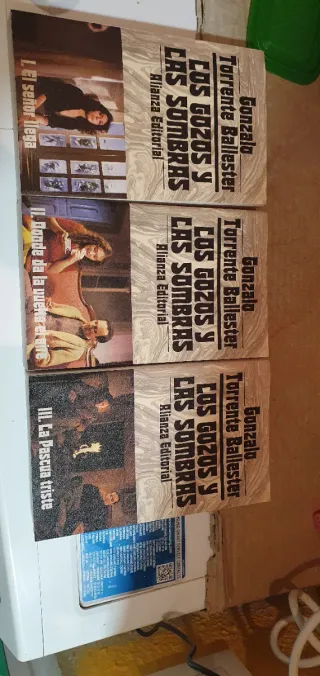 Gonzalo
Torrente Ballester
LOS GOZOS Y
LAS SOMBRAS
Alianza Editorial
I. El señor llega
Gonzalo
Torrente Ballester
LOS GOZOS Y
LAS SOMBRAS
Alianza Editorial
II. Donde da la vuelta el aire
Gonzalo
Torrente Ballester
LOS GOZOS Y
LAS SOMBRAS
Alianza Editorial
III. La Pascua triste